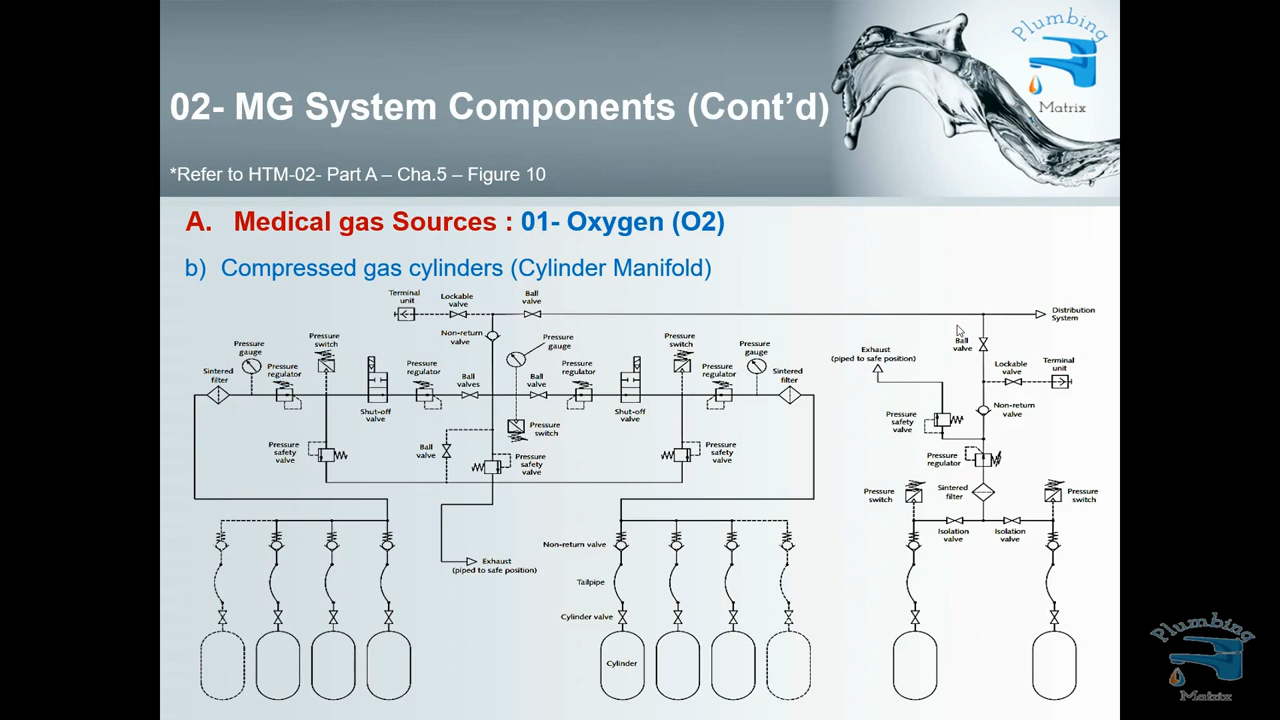 Plumbing
Matrix
02- MG System Components (Cont'd)
*Refer to HTM-02- Part A – Cha.5 – Figure 10
A. Medical gas Sources : 01- Oxygen (O2)
b) Compressed gas cylinders (Cylinder Manifold)
Terminal
unit
Lockable
valve
Ball
valve
Distribution
System
Non-return
valve
Pressure
gauge
Pressure
switch
Pressure
gauge
Pressure
switch
Pressure
gauge
Ball
valve
Exhaust
(piped to safe position)
Sintered
filter
Pressure
regulator
Pressure
regulator
Ball
valves
Ball
valve
Pressure
regulator
Pressure
regulator
Sintered
filter
Lockable
valve
Terminal
unit
Shut-off
valve
Shut-off
valve
Non-return
valve
Pressure
switch
Pressure
safety
valve
Pressure
safety
valve
Ball
valve
Pressure
safety
valve
Pressure
safety
valve
Pressure
regulator
Pressure
switch
Sintered
filter
Pressure
switch
Isolation
valve
Isolation
valve
Non-return valve
Exhaust
(piped to safe position)
Tailpipe
Cylinder valve
Cylinder
Plumbing
Matrix